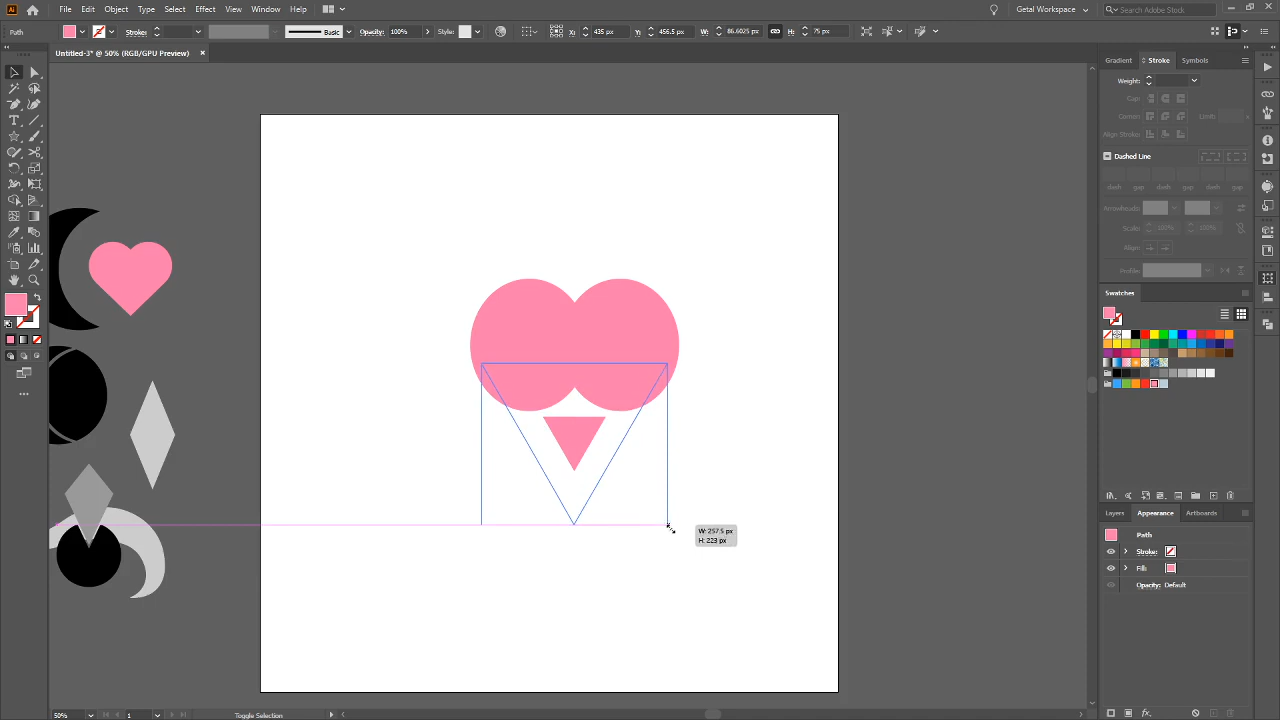 Ai File Edit Object Type Select Effect View Window Help Getal Workspace Search Adobe Stock
Path Stroke: Basic Opacity: 100% Style: X: 435 px Y: 456.5 px W: 86.6025 px H: 75 px
Untitled-3* @ 50% (RGB/GPU Preview)
Gradient Stroke Symbols
Weight:
Cap:
Corner: Limit:
Align Stroke:
Dashed Line
dash gap dash gap dash gap
Arrowheads:
Scale: 100% 100%
Align:
Profile:
Swatches
W: 257.5 px
H: 223 px
Layers Appearance Artboards
Path
Stroke:
Fill:
Opacity: Default
50% 1 Toggle Selection